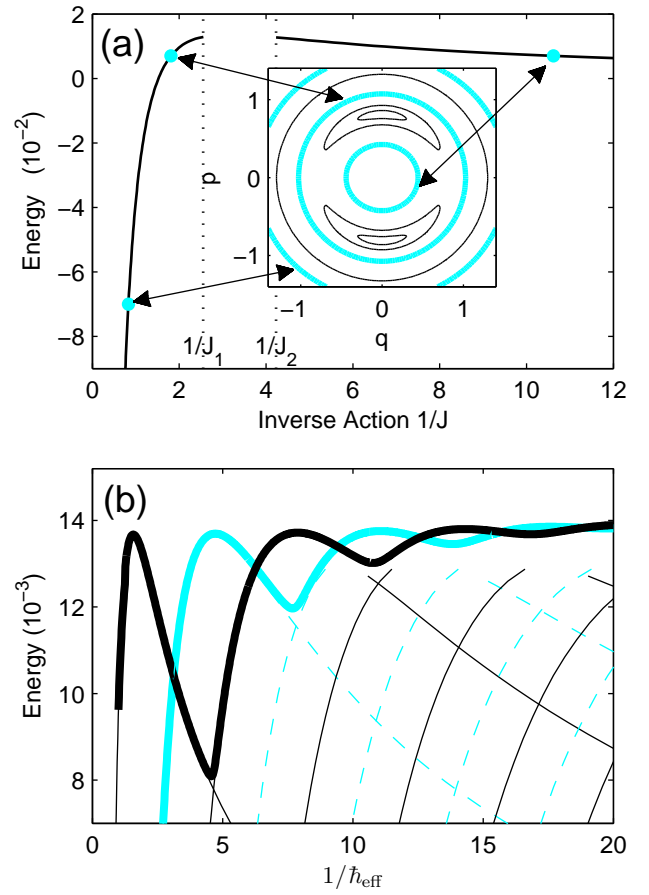 (a)
2
0
−2
−4
−6
−8
Energy (10⁻²)
1/J₁
1/J₂
p
1
0
−1
−1
0
1
q
0
2
4
6
8
10
12
Inverse Action 1/J
(b)
14
12
10
8
Energy (10⁻³)
0
5
10
15
20
1/ħ_eff